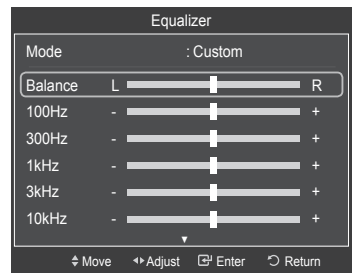 Equalizer
Mode : Custom
Balance L R
100Hz - +
300Hz - +
1kHz - +
3kHz - +
10kHz - +
Move Adjust Enter Return